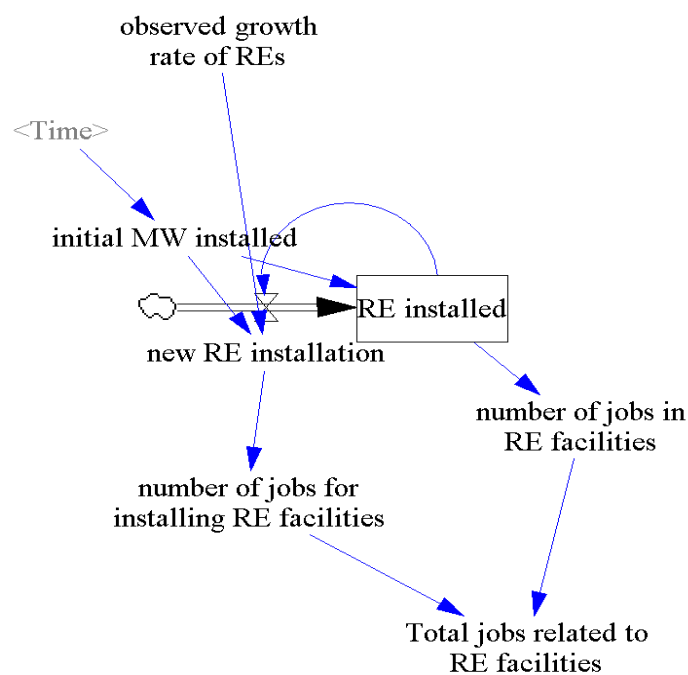 observed growth
rate of REs
<Time>
initial MW installed
RE installed
new RE installation
number of jobs in
RE facilities
number of jobs for
installing RE facilities
Total jobs related to
RE facilities